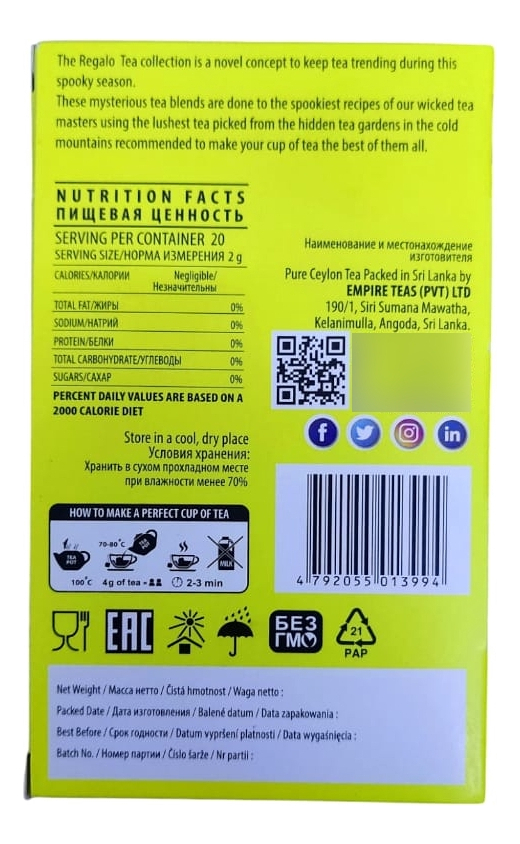 The Regalo Tea collection is a novel concept to keep tea trending during this
spooky season.
These mysterious tea blends are done to the spookiest recipes of our wicked tea
masters using the lushest tea picked from the hidden tea gardens in the cold
mountains recommended to make your cup of tea the best of them all.
NUTRITION FACTS
ПИЩЕВАЯ ЦЕННОСТЬ
SERVING PER CONTAINER 20
SERVING SIZE/НОРМА ИЗМЕРЕНИЯ 2 g
CALORIES/КАЛОРИИ Negligible/
Незначительны
TOTAL FAT/ЖИРЫ 0%
SODIUM/НАТРИЙ 0%
PROTEIN/БЕЛКИ 0%
TOTAL CARBOHYDRATE/УГЛЕВОДЫ 0%
SUGARS/САХАР 0%
PERCENT DAILY VALUES ARE BASED ON A
2000 CALORIE DIET
Store in a cool, dry place
Условия хранения:
Хранить в сухом прохладном месте
при влажности менее 70%
Наименование и местонахождение
изготовителя
Pure Ceylon Tea Packed in Sri Lanka by
EMPIRE TEAS (PVT) LTD
190/1, Siri Sumana Mawatha,
Kelanimulla, Angoda, Sri Lanka.
f in
4 792055 013994
HOW TO MAKE A PERFECT CUP OF TEA
70-80°C
TEA POT
MILK
100°C 4g of tea - 2-3 min
EAC
БЕЗ
ГМО
21
PAP
Net Weight / Масса нетто / Čistá hmotnost / Waga netto :
Packed Date / Дата изготовления / Balené datum / Data zapakowania :
Best Before / Срок годности / Datum vypršení platnosti / Data wygaśnięcia :
Batch No. / Номер партии / Číslo šarže / Nr partii :